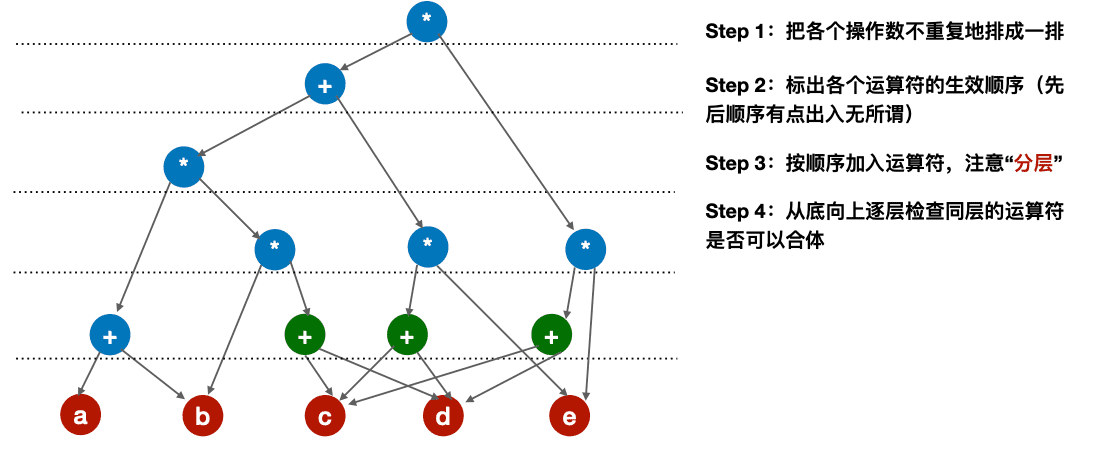 *
+
*
* * *
+ + + +
a b c d e
Step 1：把各个操作数不重复地排成一排
Step 2：标出各个运算符的生效顺序（先
后顺序有点出入无所谓）
Step 3：按顺序加入运算符，注意“分层”
Step 4：从底向上逐层检查同层的运算符
是否可以合体